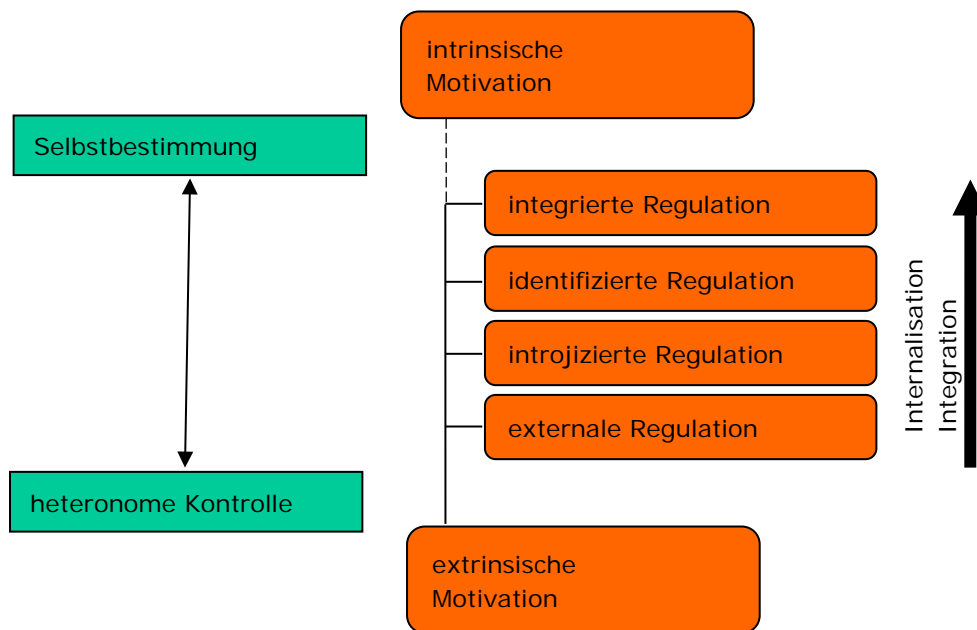 intrinsische
Motivation
Selbstbestimmung
integrierte Regulation
identifizierte Regulation
introjizierte Regulation
externale Regulation
Internalisation
Integration
heteronome Kontrolle
extrinsische
Motivation